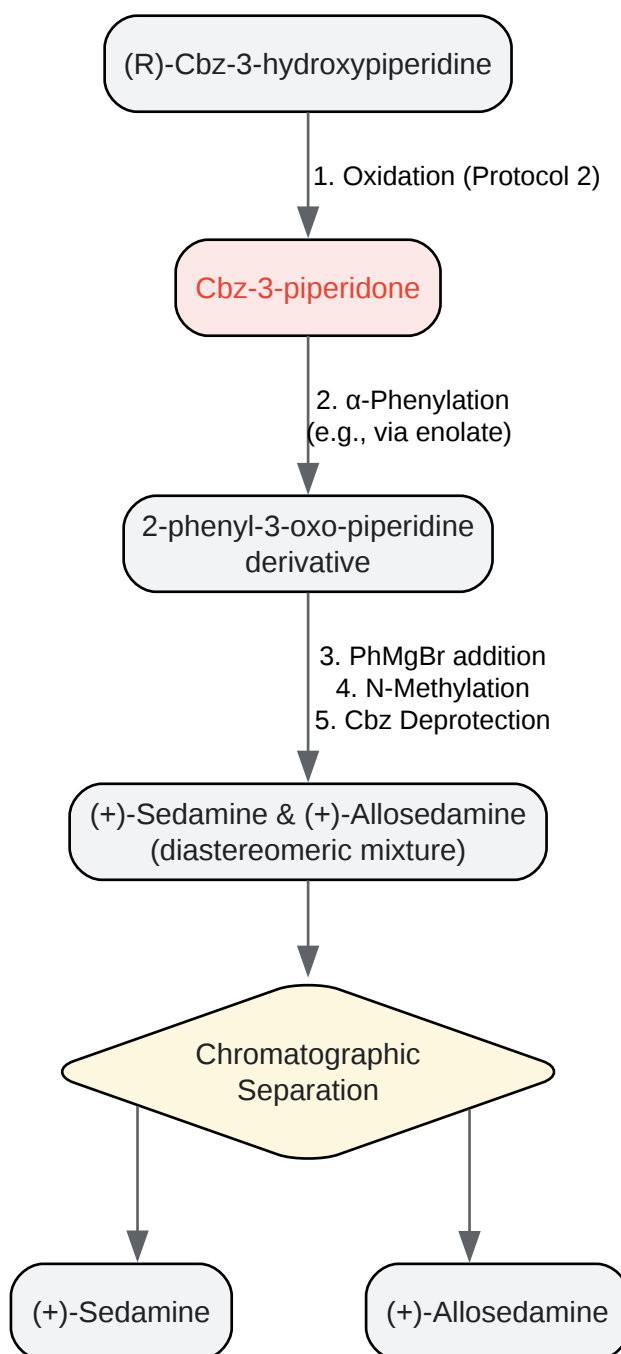 (R)-Cbz-3-hydroxypiperidine
1. Oxidation (Protocol 2)
Cbz-3-piperidone
2. α-Phenylation
(e.g., via enolate)
2-phenyl-3-oxo-piperidine
derivative
3. PhMgBr addition
4. N-Methylation
5. Cbz Deprotection
(+)-Sedamine & (+)-Allosedamine
(diastereomeric mixture)
Chromatographic
Separation
(+)-Sedamine
(+)-Allosedamine